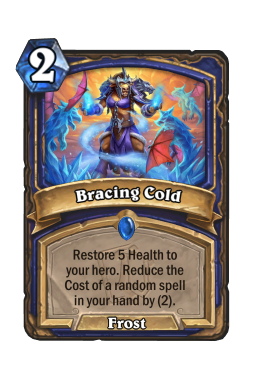 2
Bracing Cold
Restore 5 Health to
your hero. Reduce the
Cost of a random spell
in your hand by (2).
Frost